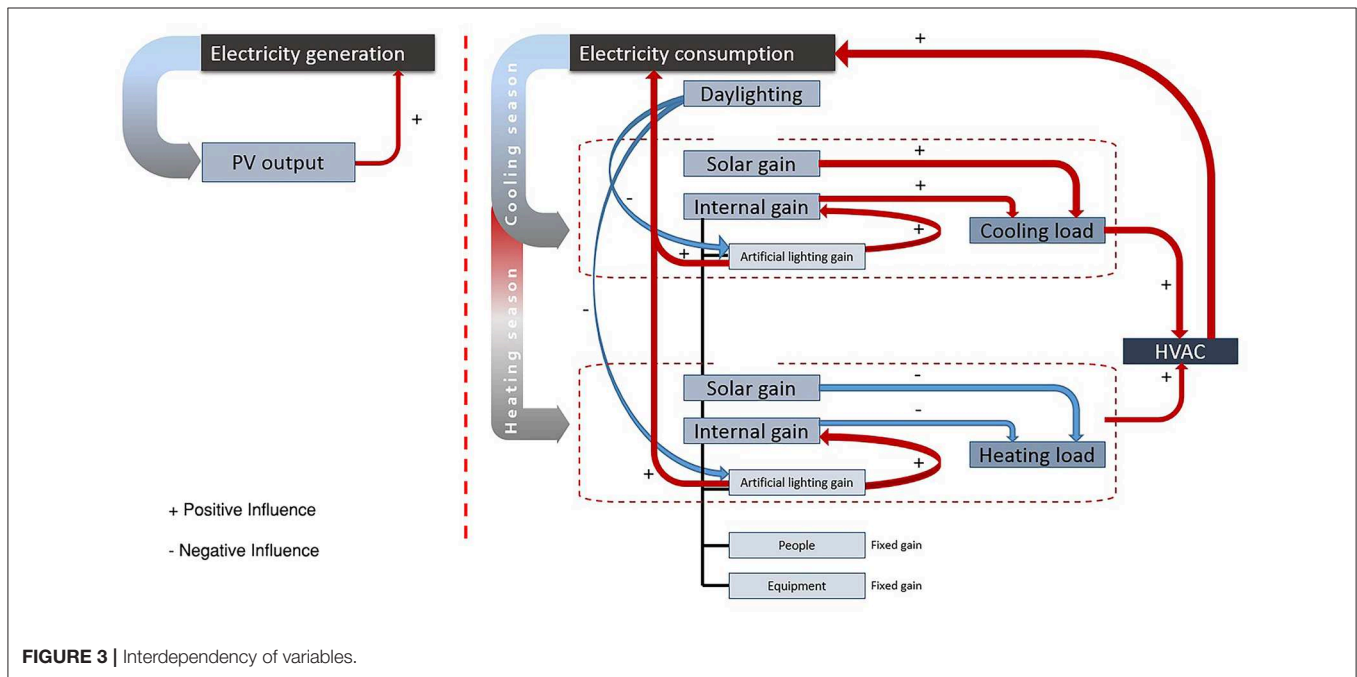 Electricity generation
+
PV output
Electricity consumption
+
Cooling season
Heating season
Daylighting
Solar gain
+
Internal gain
+
-
+
Artificial lighting gain
+
Cooling load
+
HVAC
+
-
Solar gain
-
Internal gain
-
Heating load
+
Artificial lighting gain
+
People
Fixed gain
Equipment
Fixed gain
+ Positive Influence
- Negative Influence
FIGURE 3 | Interdependency of variables.